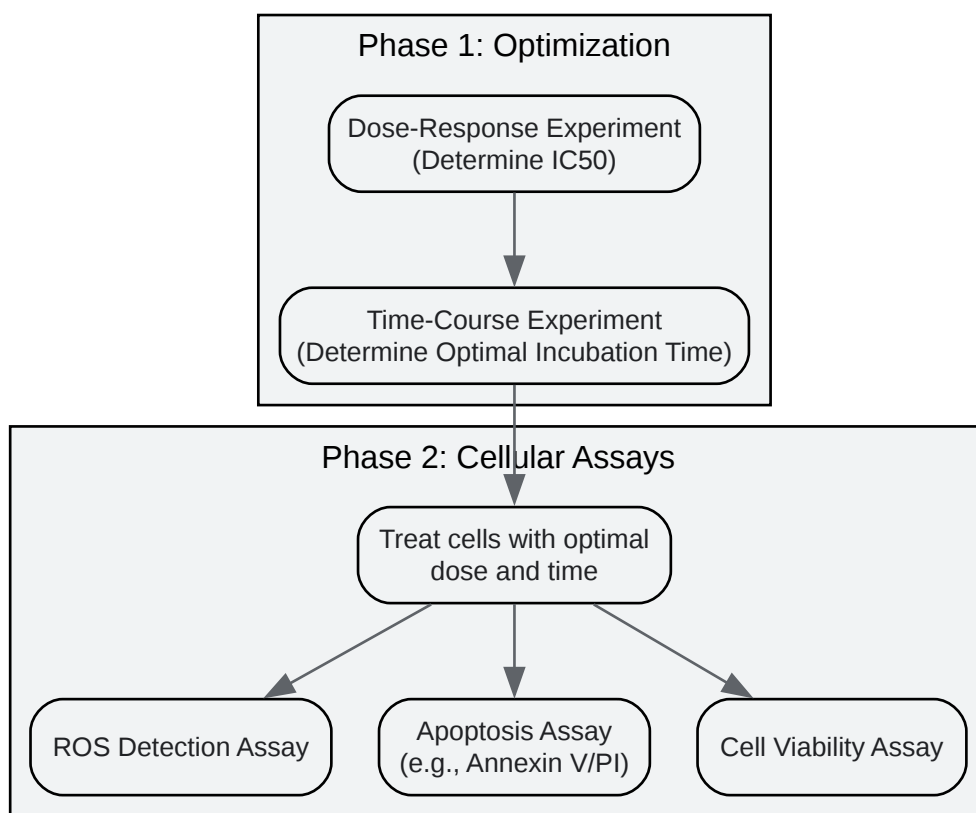 Phase 1: Optimization
Dose-Response Experiment
(Determine IC50)
Time-Course Experiment
(Determine Optimal Incubation Time)
Phase 2: Cellular Assays
Treat cells with optimal
dose and time
ROS Detection Assay
Apoptosis Assay
(e.g., Annexin V/PI)
Cell Viability Assay